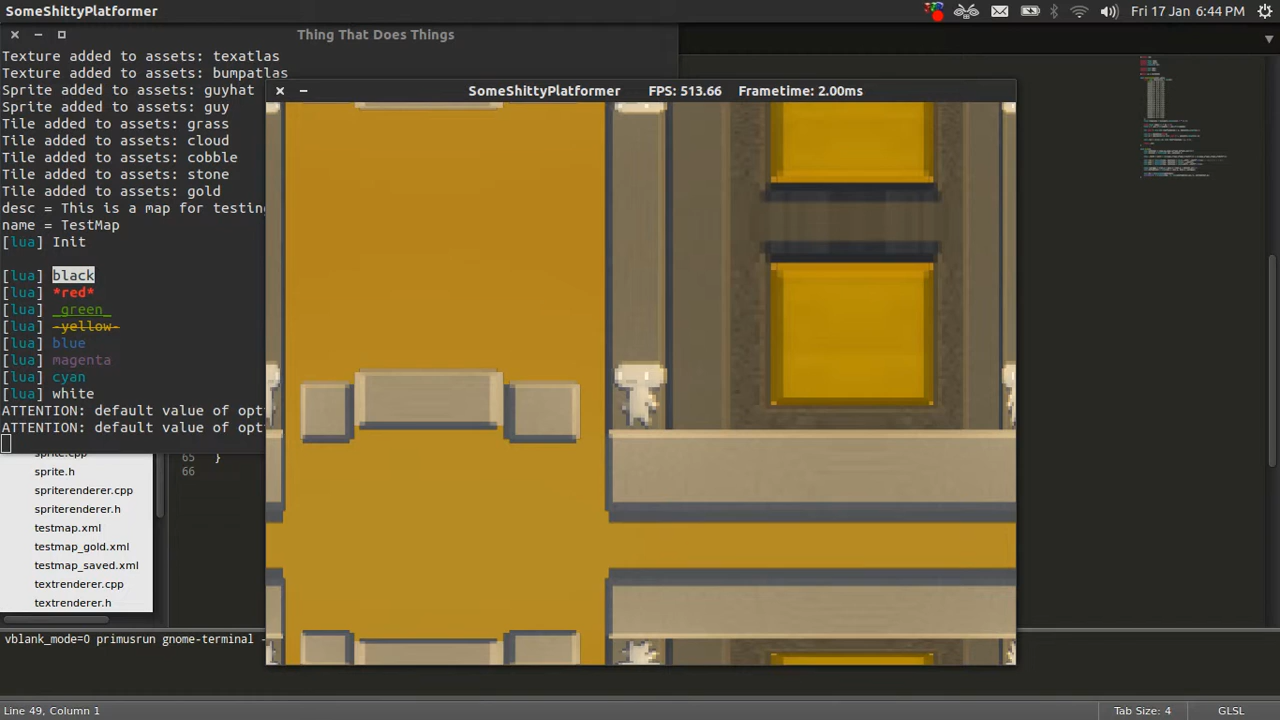 SomeShittyPlatformer
Fri 17 Jan 6:44 PM
Thing That Does Things
Texture added to assets: texatlas
Texture added to assets: bumpatlas
Sprite added to assets: guyhat
Sprite added to assets: guy
Tile added to assets: grass
Tile added to assets: cloud
Tile added to assets: cobble
Tile added to assets: stone
Tile added to assets: gold
desc = This is a map for testing
name = TestMap
[lua] Init
[lua] black
[lua] *red*
[lua] _green_
[lua] -yellow-
[lua] blue
[lua] magenta
[lua] cyan
[lua] white
ATTENTION: default value of opt
ATTENTION: default value of opt
SomeShittyPlatformer FPS: 513.66 Frametime: 2.00ms
sprite.cpp
sprite.h
spriterenderer.cpp
spriterenderer.h
testmap.xml
testmap_gold.xml
testmap_saved.xml
textrenderer.cpp
textrenderer.h
65 }
66
vblank_mode=0 primusrun gnome-terminal -
Line 49, Column 1
Tab Size: 4
GLSL